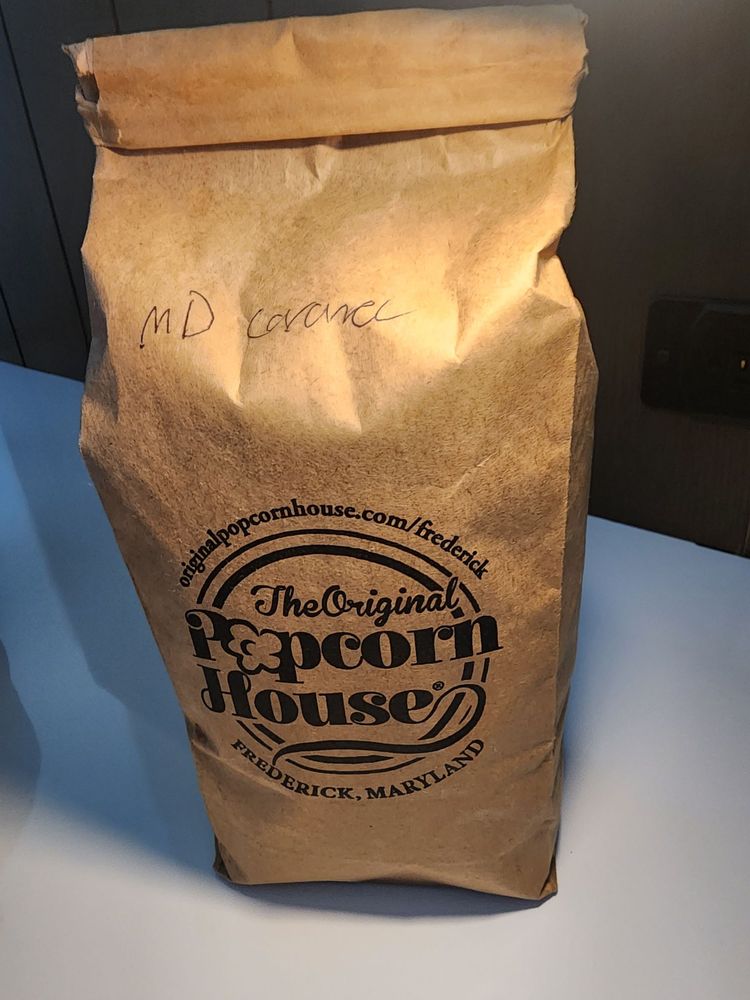 MD caramel
originalpopcornhouse.com/frederick
The Original
Popcorn
House®
FREDERICK, MARYLAND